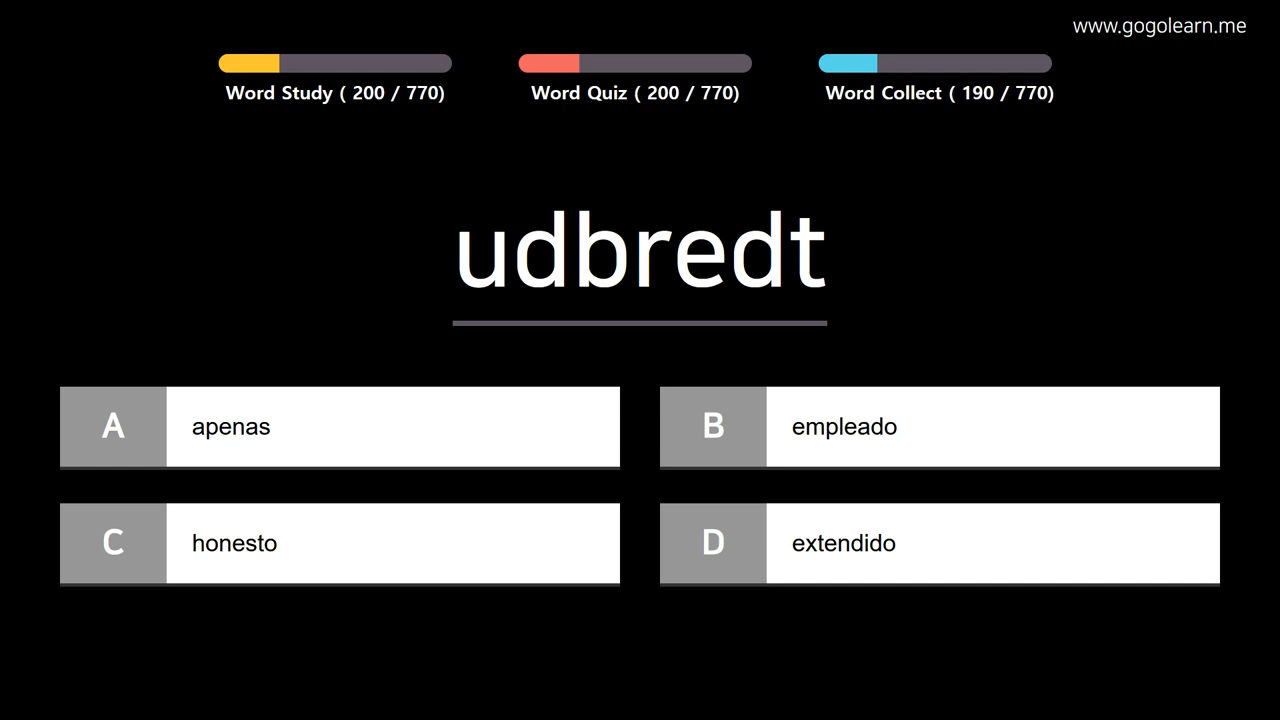 www.gogolearn.me
Word Study ( 200 / 770)
Word Quiz ( 200 / 770)
Word Collect ( 190 / 770)
udbredt
A apenas
B empleado
C honesto
D extendido